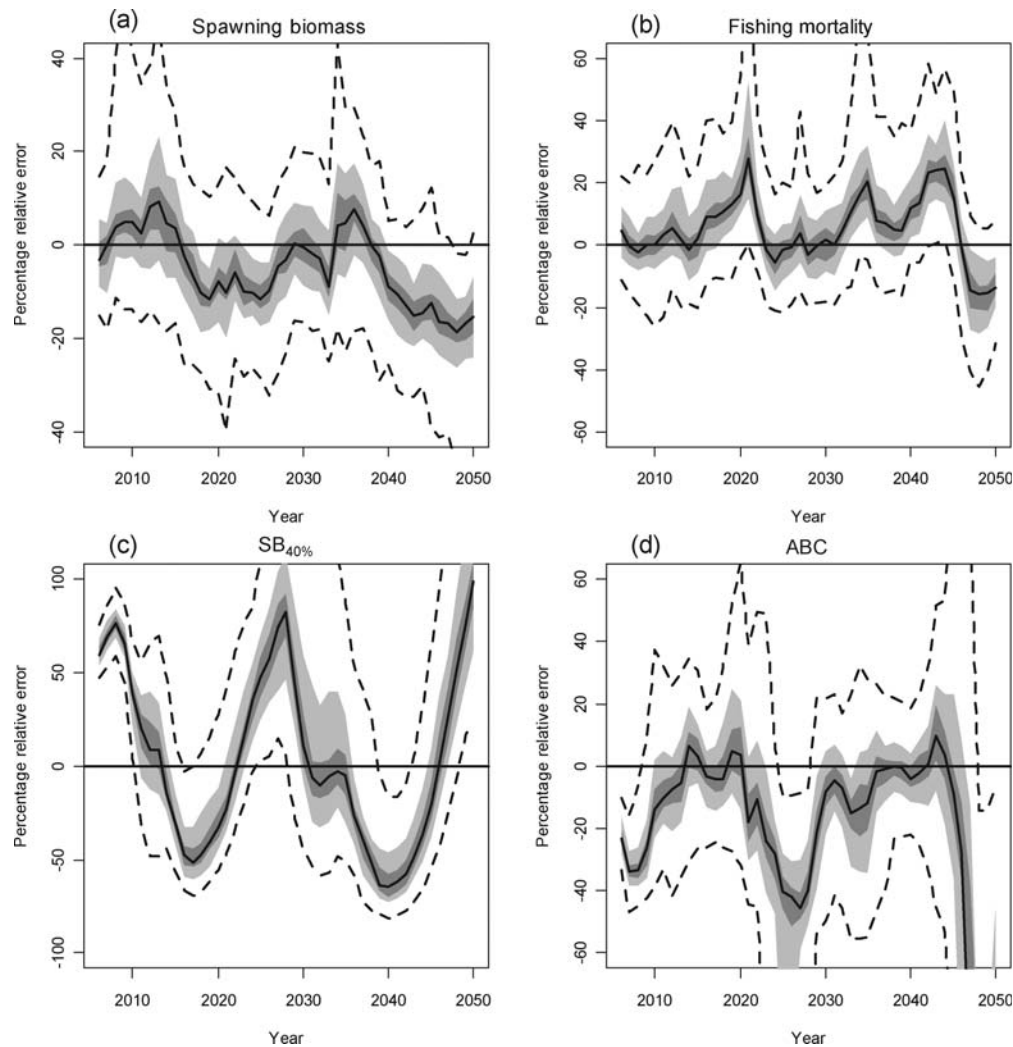 (a)
Spawning biomass
Percentage relative error
40
20
0
-20
-40
2010 2020 2030 2040 2050
Year
(b)
Fishing mortality
Percentage relative error
60
40
20
0
-20
-40
-60
2010 2020 2030 2040 2050
Year
(c)
SB40%
Percentage relative error
100
50
0
-50
-100
2010 2020 2030 2040 2050
Year
(d)
ABC
Percentage relative error
60
40
20
0
-20
-40
-60
2010 2020 2030 2040 2050
Year